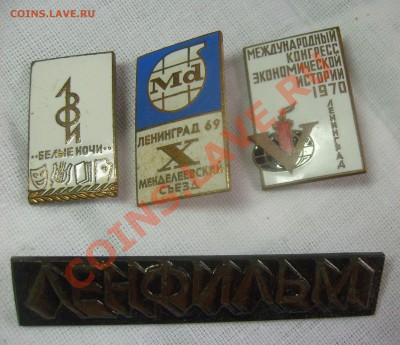 COINS.LAVE.RU
ЛВИ
"БЕЛЫЕ НОЧИ"
Md
ЛЕНИНГРАД 69
X
МЕНДЕЛЕЕВСКИЙ
СЪЕЗД
МЕЖДУНАРОДНЫЙ
КОНГРЕСС
ЭКОНОМИЧЕСКОЙ
ИСТОРИИ
1970
ЛЕНИНГРАД
V
ЛЕНФИЛЬМ
COINS.LAVE.RU